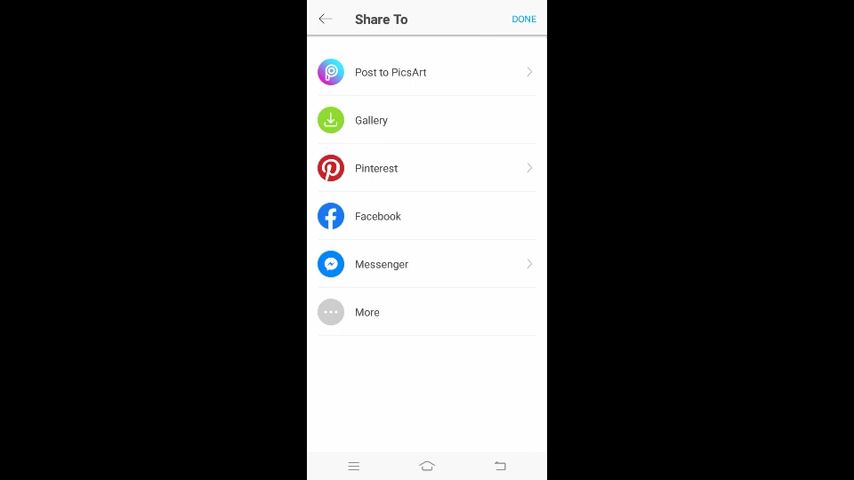 Share To
DONE
Post to PicsArt
Gallery
Pinterest
Facebook
Messenger
More